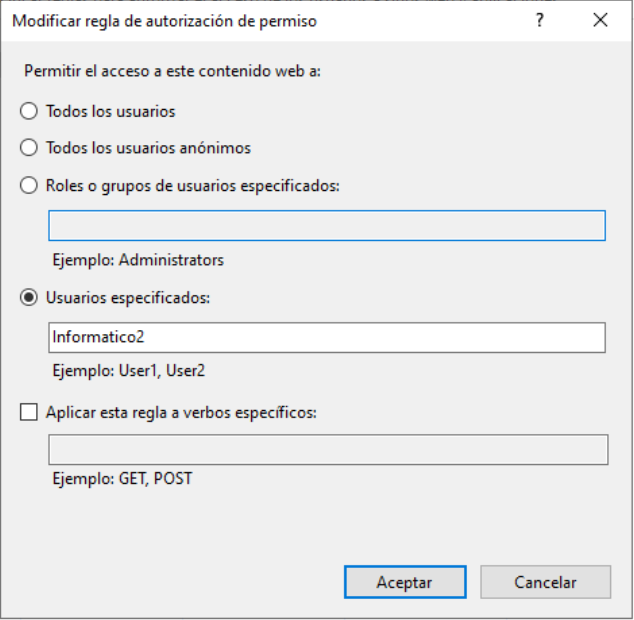 Modificar regla de autorización de permiso
?
Permitir el acceso a este contenido web a:
Todos los usuarios
Todos los usuarios anónimos
Roles o grupos de usuarios especificados:
Ejemplo: Administrators
Usuarios especificados:
Informatico2
Ejemplo: User1, User2
Aplicar esta regla a verbos específicos:
Ejemplo: GET, POST
Aceptar
Cancelar